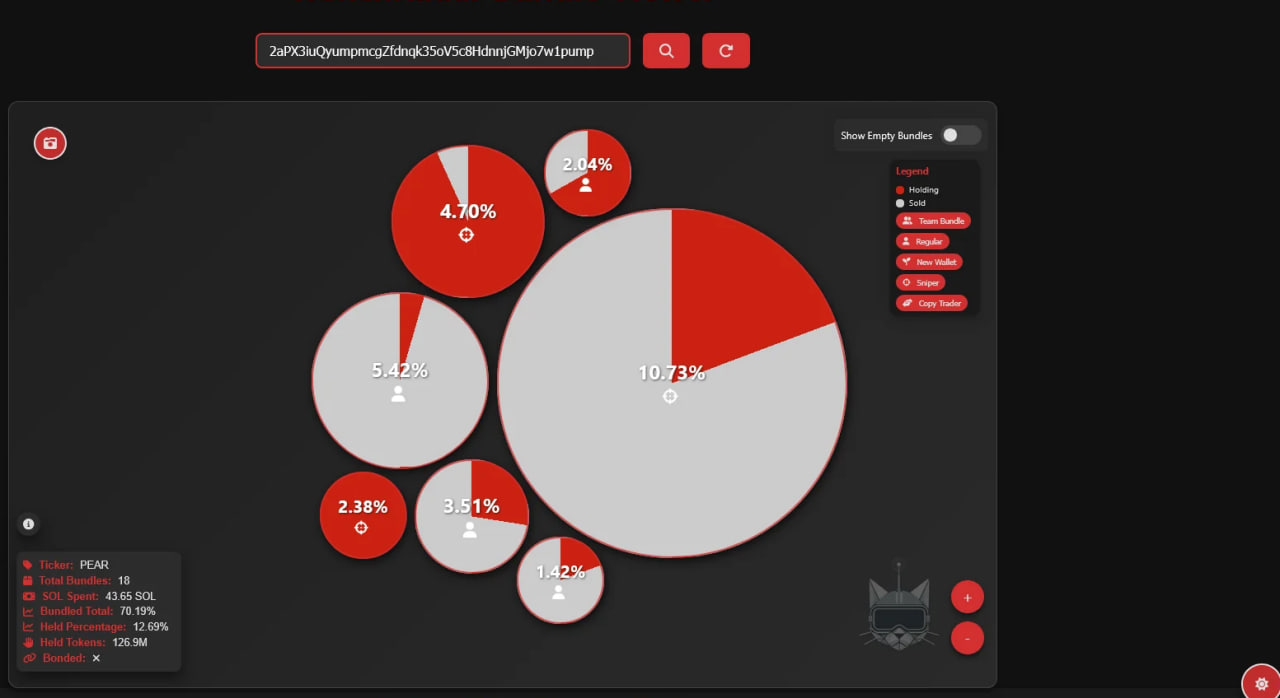 2aPX3iuQyumpmcgZfdnqk35oV5c8HdnnjGMjo7w1pump
Show Empty Bundles
Legend
Holding
Sold
Team Bundle
Regular
New Wallet
Sniper
Copy Trader
2.04%
4.70%
5.42%
10.73%
2.38%
3.51%
1.42%
Ticker: PEAR
Total Bundles: 18
SOL Spent: 43.65 SOL
Bundled Total: 70.19%
Held Percentage: 12.69%
Held Tokens: 126.9M
Bonded: ✕
+
-